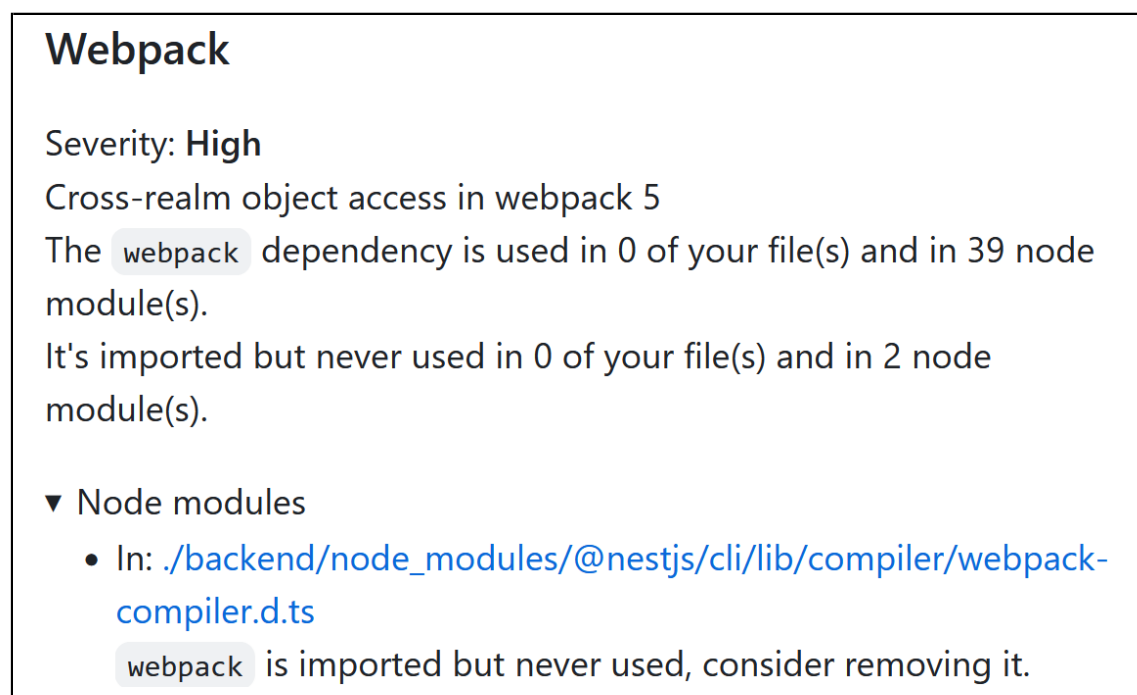 Webpack
Severity: High
Cross-realm object access in webpack 5
The webpack dependency is used in 0 of your file(s) and in 39 node
module(s).
It's imported but never used in 0 of your file(s) and in 2 node
module(s).
▼ Node modules
• In: ./backend/node_modules/@nestjs/cli/lib/compiler/webpack-
compiler.d.ts
webpack is imported but never used, consider removing it.